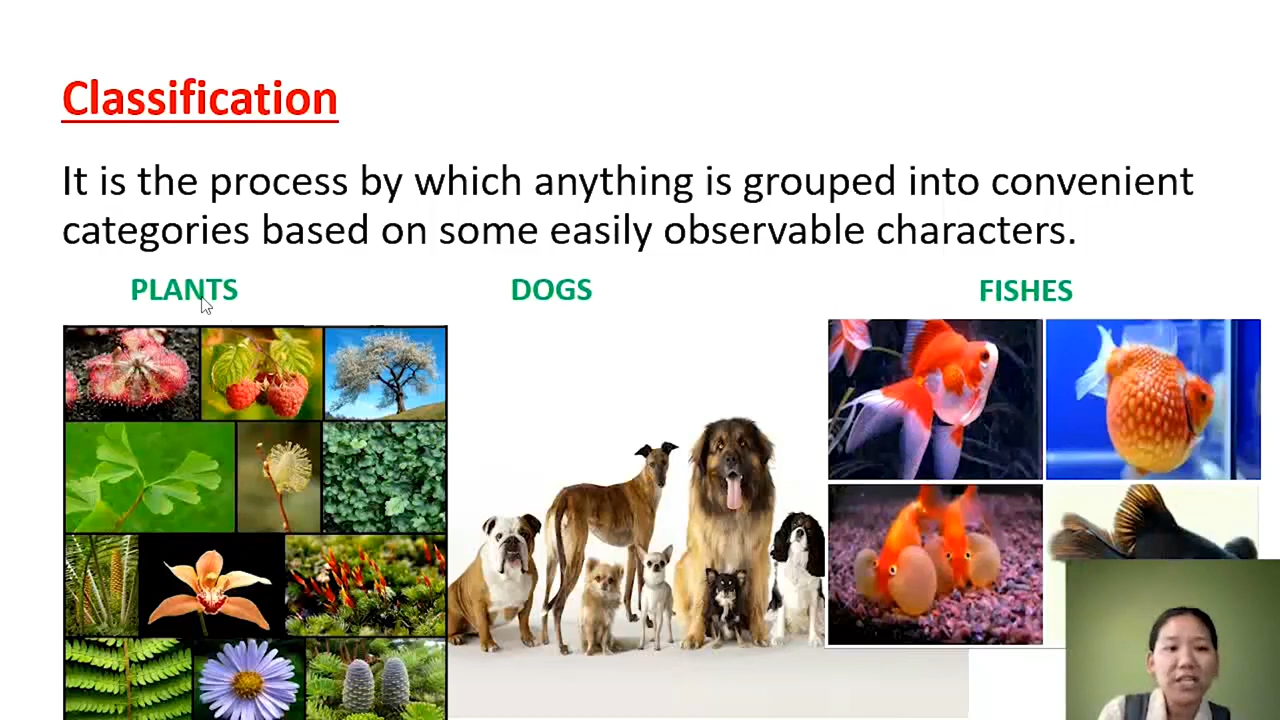 Classification
It is the process by which anything is grouped into convenient
categories based on some easily observable characters.
PLANTS
DOGS
FISHES